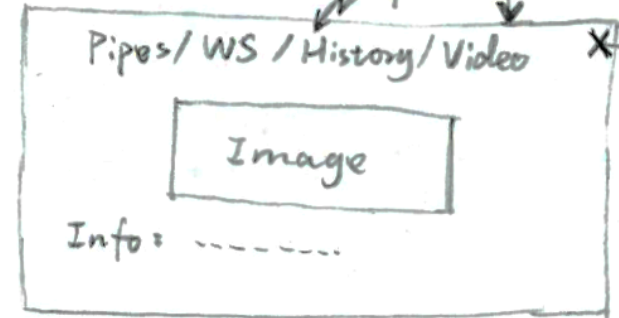 Pipes/ WS / History/ Video X
Image
Info: --------